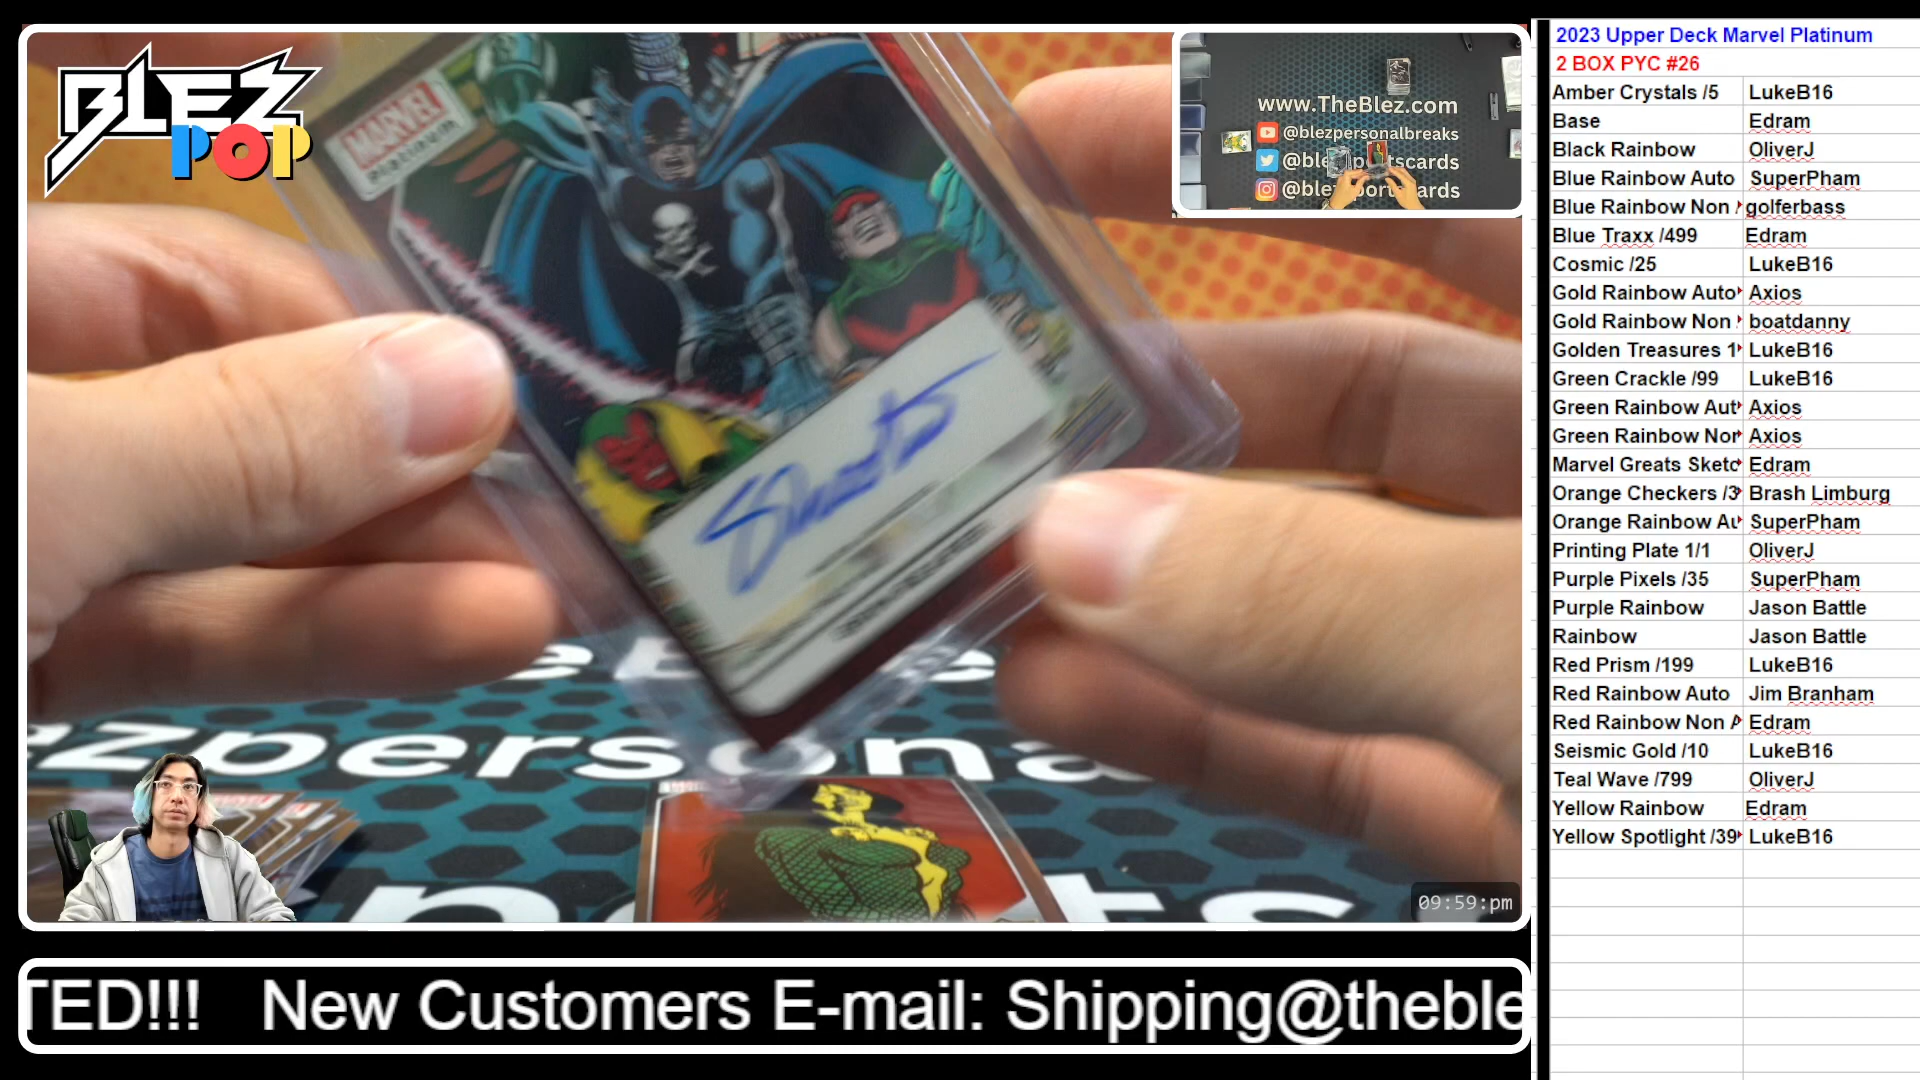 BLEZ
POP
MARVEL
platinum
www.TheBlez.com
@blezpersonalbreaks
@blezportscards
@blezsportscards
09:59:pm
TED!!! New Customers E-mail: Shipping@theble
2023 Upper Deck Marvel Platinum
2 BOX PYC #26
Amber Crystals /5 LukeB16
Base Edram
Black Rainbow OliverJ
Blue Rainbow Auto SuperPham
Blue Rainbow Non golferbass
Blue Traxx /499 Edram
Cosmic /25 LukeB16
Gold Rainbow Auto Axios
Gold Rainbow Non boatdanny
Golden Treasures 1 LukeB16
Green Crackle /99 LukeB16
Green Rainbow Aut Axios
Green Rainbow Nor Axios
Marvel Greats Sketc Edram
Orange Checkers /3 Brash Limburg
Orange Rainbow Au SuperPham
Printing Plate 1/1 OliverJ
Purple Pixels /35 SuperPham
Purple Rainbow Jason Battle
Rainbow Jason Battle
Red Prism /199 LukeB16
Red Rainbow Auto Jim Branham
Red Rainbow Non A Edram
Seismic Gold /10 LukeB16
Teal Wave /799 OliverJ
Yellow Rainbow Edram
Yellow Spotlight /39 LukeB16